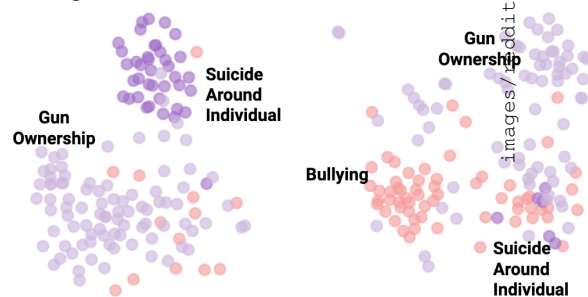 Suicide
Around
Individual
Gun
Ownership
Gun
Ownership
Bullying
Suicide
Around
Individual
images/reddit